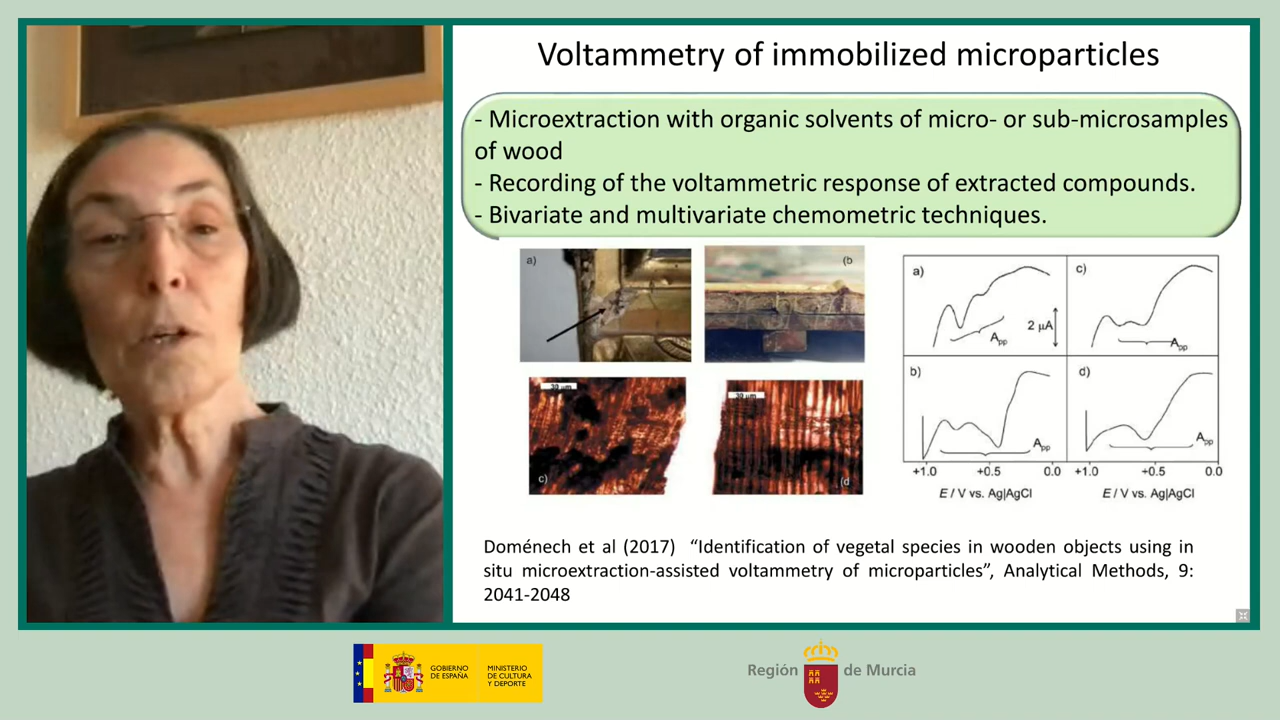 Voltammetry of immobilized microparticles
- Microextraction with organic solvents of micro- or sub-microsamples
of wood
- Recording of the voltammetric response of extracted compounds.
- Bivariate and multivariate chemometric techniques.
a)
(b
30 µm
c)
30 µm
(d
a)
2 µA
App
c)
App
b)
App
d)
App
+1.0 +0.5 0.0
+1.0 +0.5 0.0
E / V vs. Ag|AgCl
E / V vs. Ag|AgCl
Doménech et al (2017) “Identification of vegetal species in wooden objects using in
situ microextraction-assisted voltammetry of microparticles”, Analytical Methods, 9:
2041-2048
GOBIERNO
DE ESPAÑA
MINISTERIO
DE CULTURA
Y DEPORTE
Región de Murcia